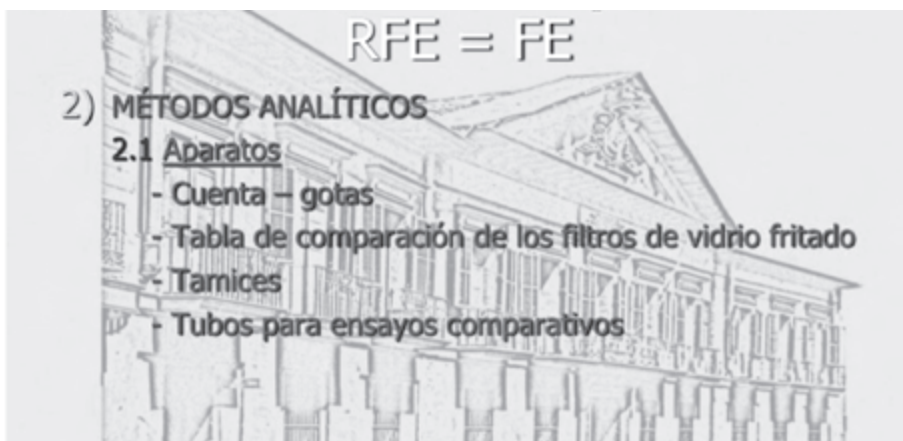 RFE = FE
2) MÉTODOS ANALÍTICOS
2.1 Aparatos
- Cuenta – gotas
- Tabla de comparación de los filtros de vidrio fritado
- Tamices
- Tubos para ensayos comparativos